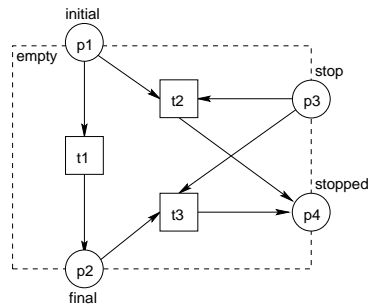 initial
p1
empty
stop
t2
p3
t1
stopped
t3
p4
p2
final